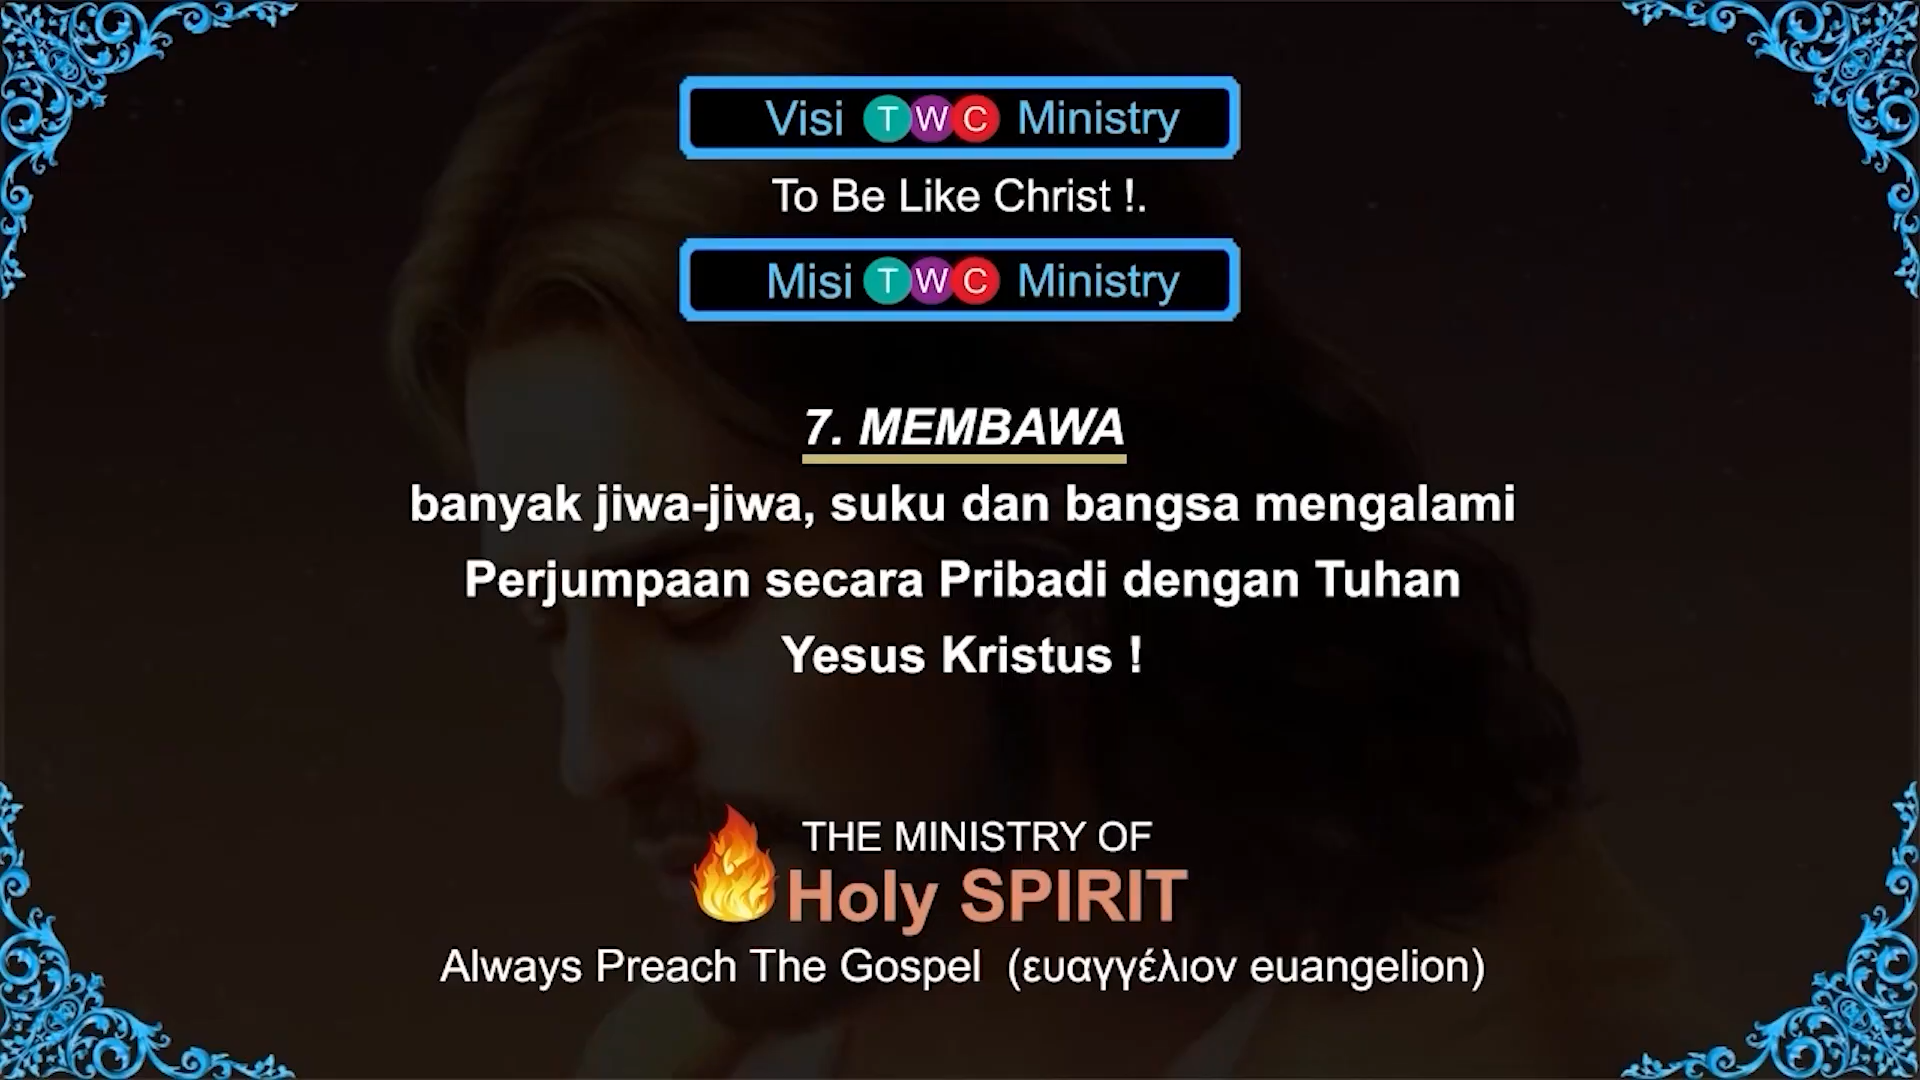 Visi TWC Ministry
To Be Like Christ !.
Misi TWC Ministry
7. MEMBAWA
banyak jiwa-jiwa, suku dan bangsa mengalami
Perjumpaan secara Pribadi dengan Tuhan
Yesus Kristus !
THE MINISTRY OF
Holy SPIRIT
Always Preach The Gospel (ευαγγέλιον euangelion)